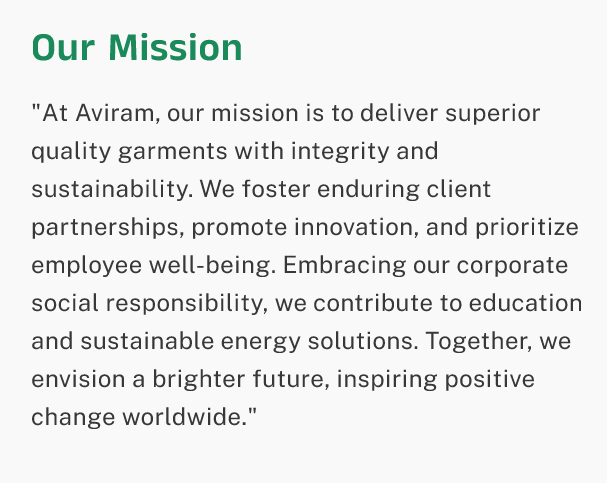 Our Mission
"At Aviram, our mission is to deliver superior
quality garments with integrity and
sustainability. We foster enduring client
partnerships, promote innovation, and prioritize
employee well-being. Embracing our corporate
social responsibility, we contribute to education
and sustainable energy solutions. Together, we
envision a brighter future, inspiring positive
change worldwide."